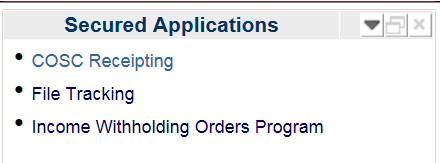 Secured Applications
COSC Receipting
File Tracking
Income Withholding Orders Program